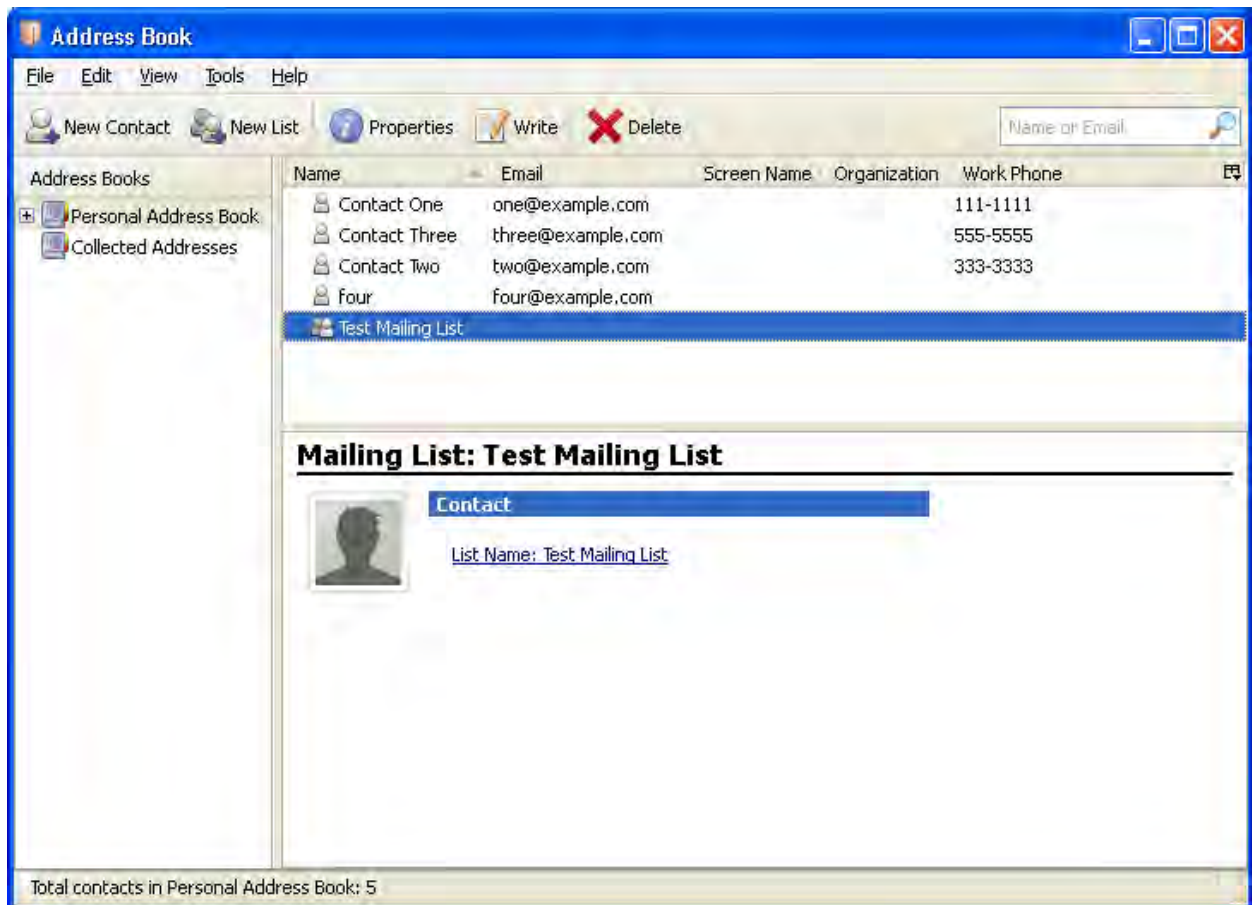 Address Book
File Edit View Tools Help
New Contact New List Properties Write Delete Name or Email
Address Books
Personal Address Book
Collected Addresses
Name Email Screen Name Organization Work Phone
Contact One one@example.com 111-1111
Contact Three three@example.com 555-5555
Contact Two two@example.com 333-3333
four four@example.com
Test Mailing List
Mailing List: Test Mailing List
Contact
List Name: Test Mailing List
Total contacts in Personal Address Book: 5